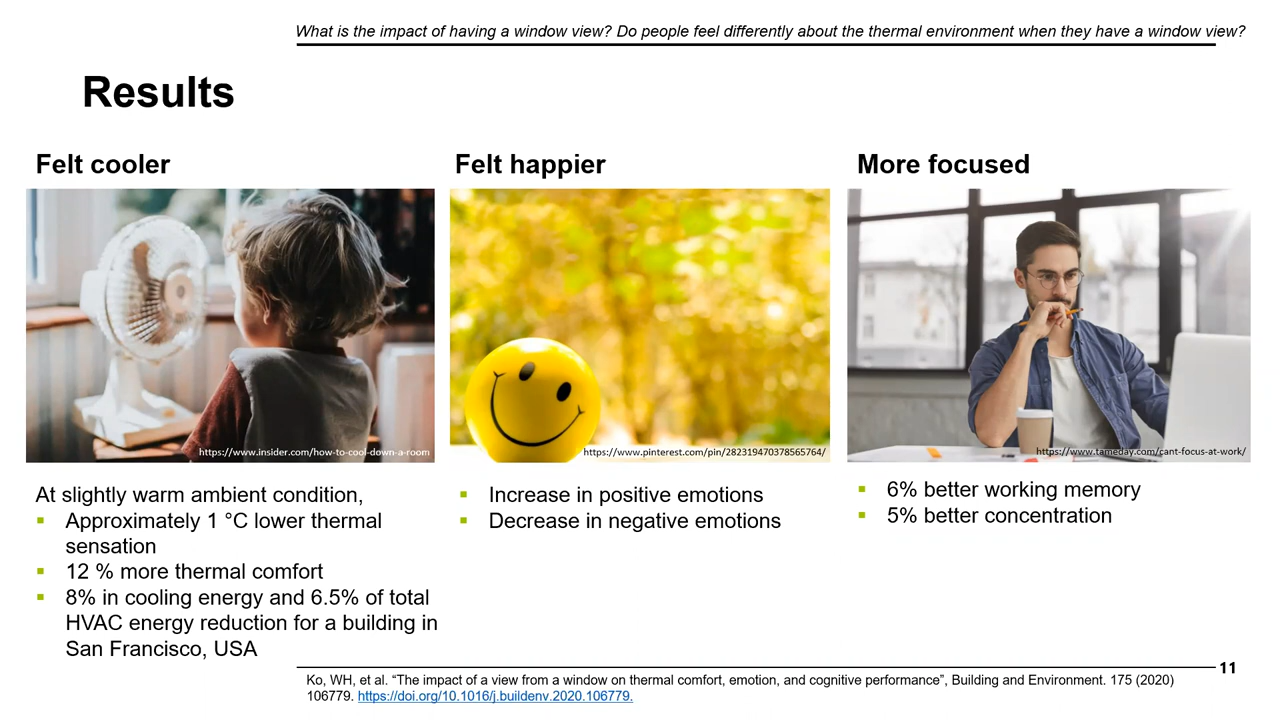 What is the impact of having a window view? Do people feel differently about the thermal environment when they have a window view?
Results
Felt cooler
https://www.insider.com/how-to-cool-down-a-room
At slightly warm ambient condition,
▪ Approximately 1 °C lower thermal
sensation
▪ 12 % more thermal comfort
▪ 8% in cooling energy and 6.5% of total
HVAC energy reduction for a building in
San Francisco, USA
Felt happier
https://www.pinterest.com/pin/282319470378565764/
▪ Increase in positive emotions
▪ Decrease in negative emotions
More focused
https://www.tameday.com/cant-focus-at-work/
▪ 6% better working memory
▪ 5% better concentration
11
Ko, WH, et al. “The impact of a view from a window on thermal comfort, emotion, and cognitive performance”, Building and Environment. 175 (2020)
106779. https://doi.org/10.1016/j.buildenv.2020.106779.